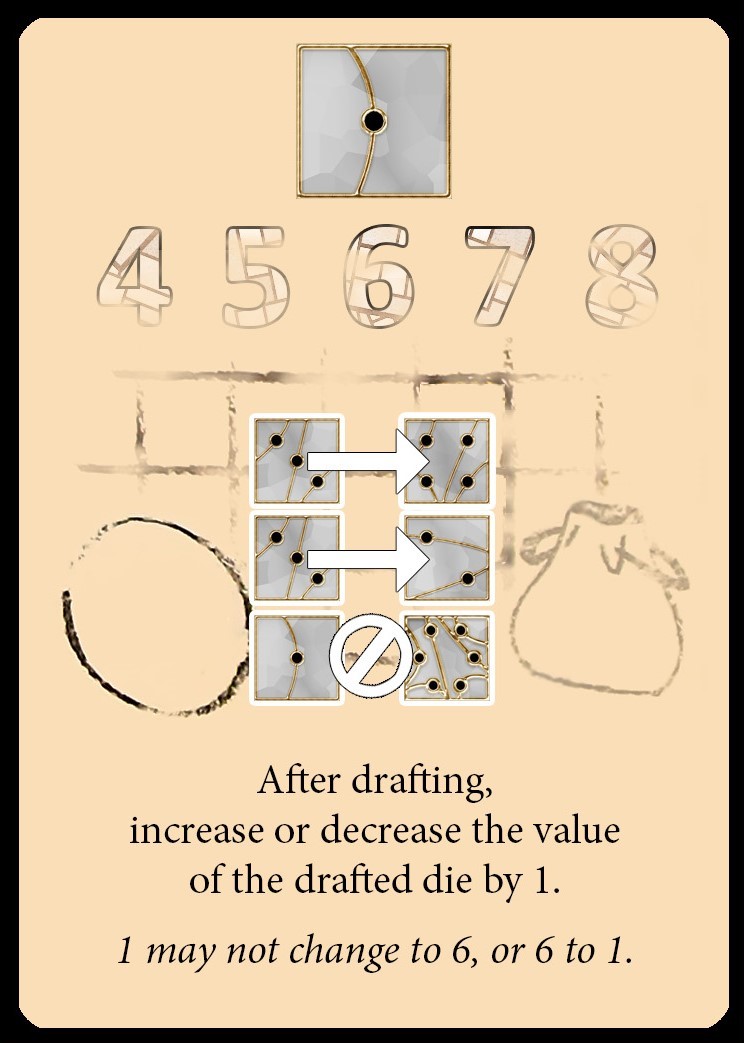 4 5 6 7 8
After drafting,
increase or decrease the value
of the drafted die by 1.
1 may not change to 6, or 6 to 1.